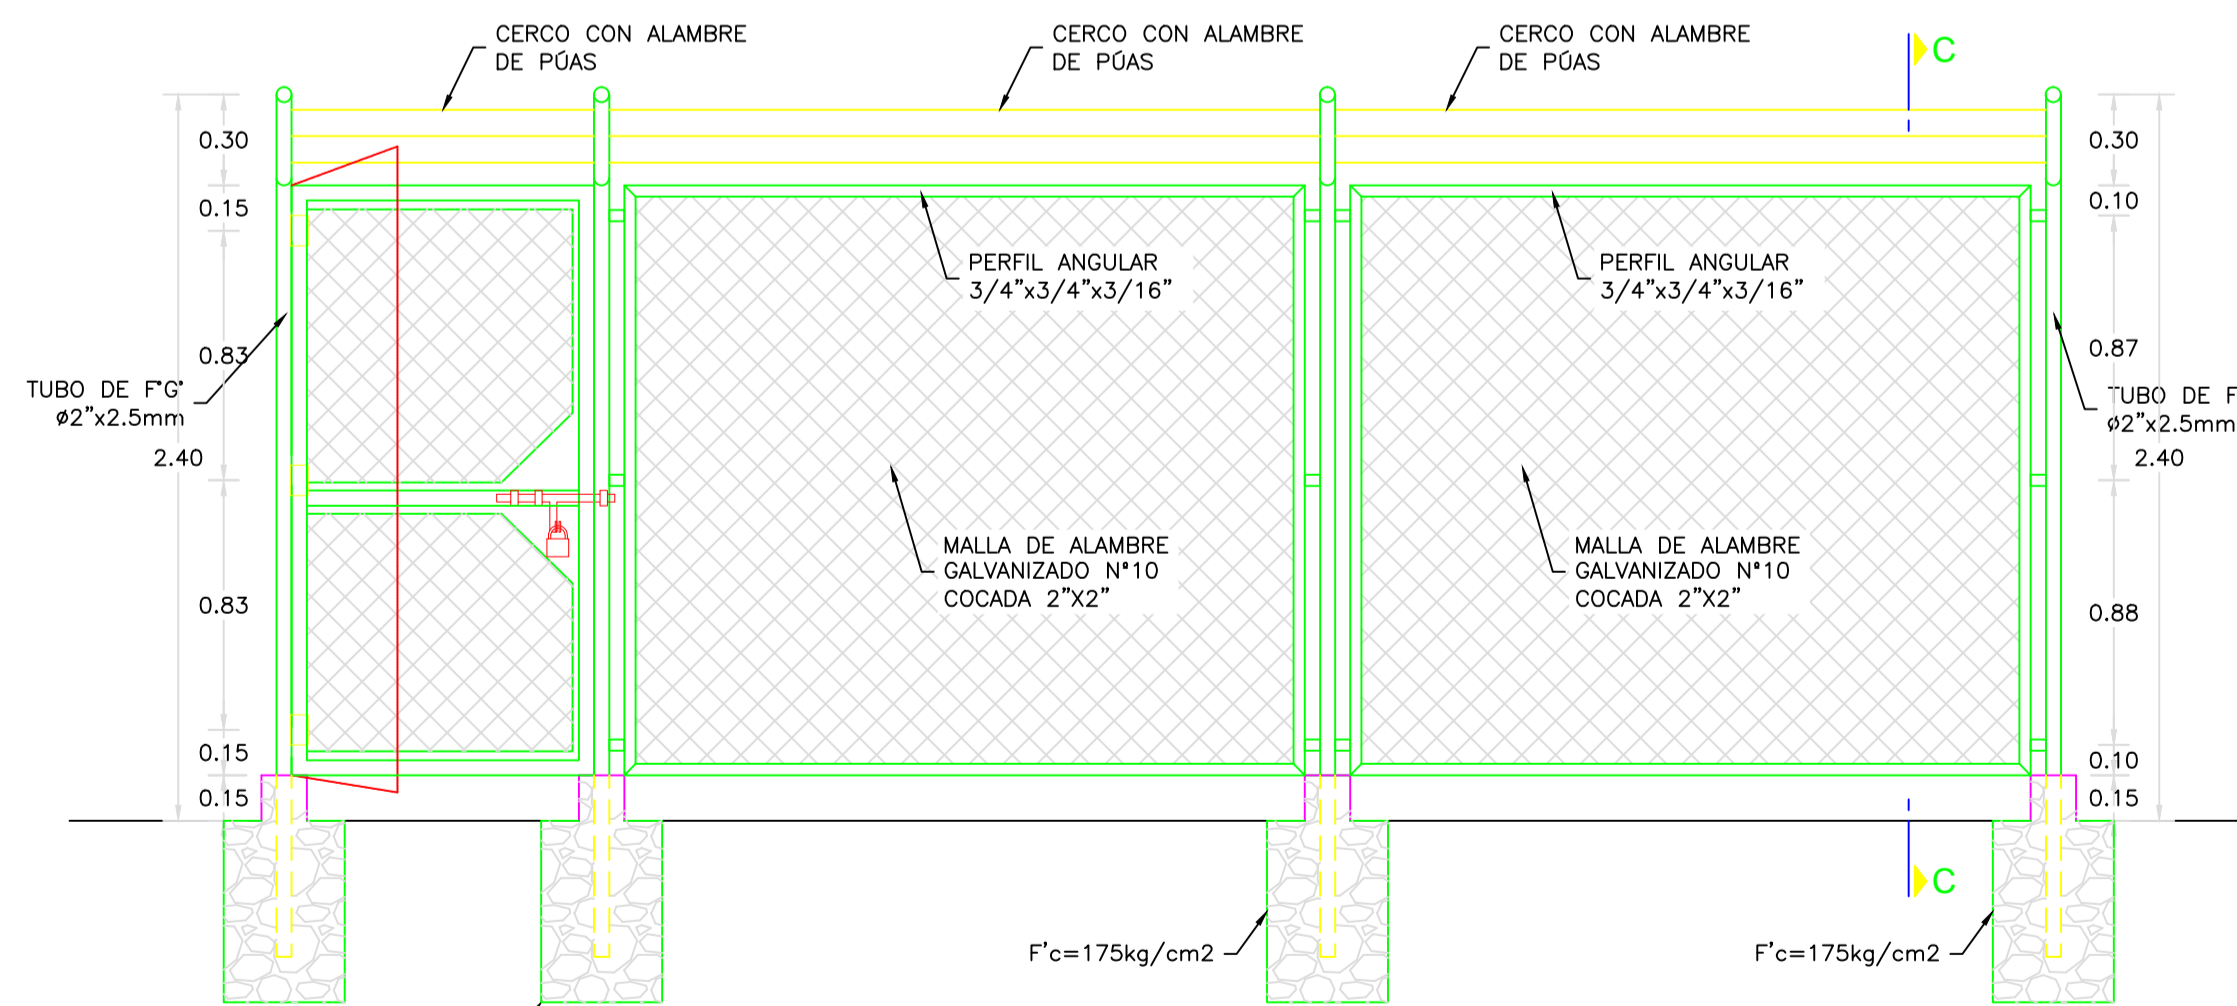 CERCO CON ALAMBRE
DE PÚAS
CERCO CON ALAMBRE
DE PÚAS
CERCO CON ALAMBRE
DE PÚAS
C
0.30
0.15
0.83
TUBO DE F'G'
ø2"x2.5mm
2.40
0.83
0.15
0.15
PERFIL ANGULAR
3/4"x3/4"x3/16"
PERFIL ANGULAR
3/4"x3/4"x3/16"
MALLA DE ALAMBRE
GALVANIZADO Nº10
COCADA 2"X2"
MALLA DE ALAMBRE
GALVANIZADO Nº10
COCADA 2"X2"
0.30
0.10
0.87
TUBO DE F
ø2"x2.5mm
2.40
0.88
0.10
0.15
C
F'c=175kg/cm2
F'c=175kg/cm2